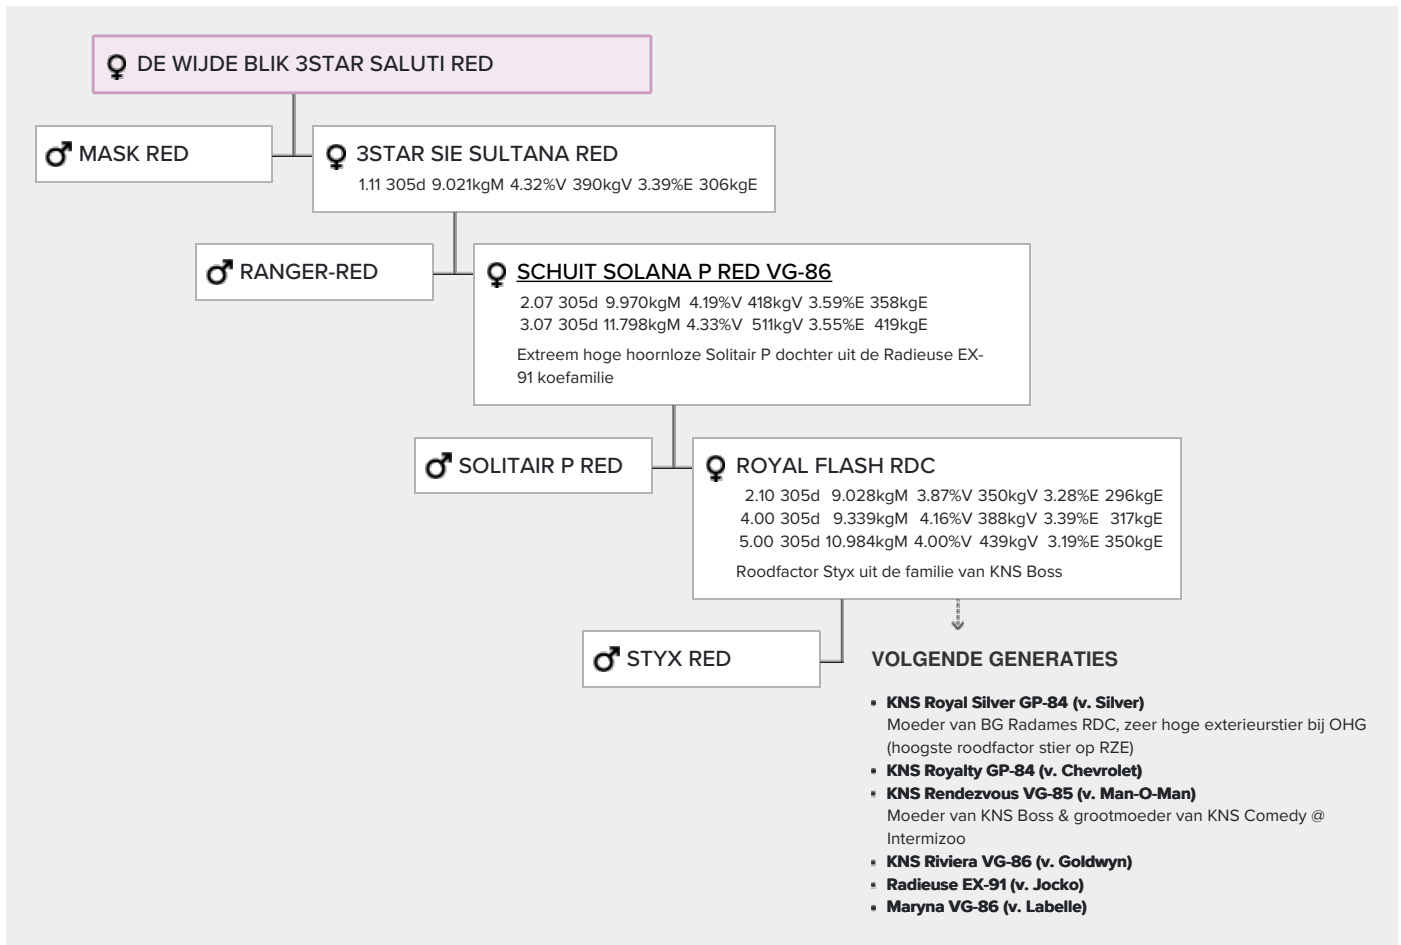 DE WIJDE BLIK 3STAR SALUTI RED
MASK RED
3STAR SIE SULTANA RED
1.11 305d 9.021kgM 4.32%V 390kgV 3.39%E 306kgE
RANGER-RED
SCHUIT SOLANA P RED VG-86
2.07 305d 9.970kgM 4.19%V 418kgV 3.59%E 358kgE
3.07 305d 11.798kgM 4.33%V 511kgV 3.55%E 419kgE
Extreem hoge hoornloze Solitair P dochter uit de Radieuse EX-
91 koefamilie
SOLITAIR P RED
ROYAL FLASH RDC
2.10 305d 9.028kgM 3.87%V 350kgV 3.28%E 296kgE
4.00 305d 9.339kgM 4.16%V 388kgV 3.39%E 317kgE
5.00 305d 10.984kgM 4.00%V 439kgV 3.19%E 350kgE
Roodfactor Styx uit de familie van KNS Boss
STYX RED
VOLGENDE GENERATIES
KNS Royal Silver GP-84 (v. Silver)
Moeder van BG Radames RDC, zeer hoge exterieurstier bij OHG
(hoogste roodfactor stier op RZE)
KNS Royalty GP-84 (v. Chevrolet)
KNS Rendezvous VG-85 (v. Man-O-Man)
Moeder van KNS Boss & grootmoeder van KNS Comedy @
Intermizoo
KNS Riviera VG-86 (v. Goldwyn)
Radieuse EX-91 (v. Jocko)
Maryna VG-86 (v. Labelle)